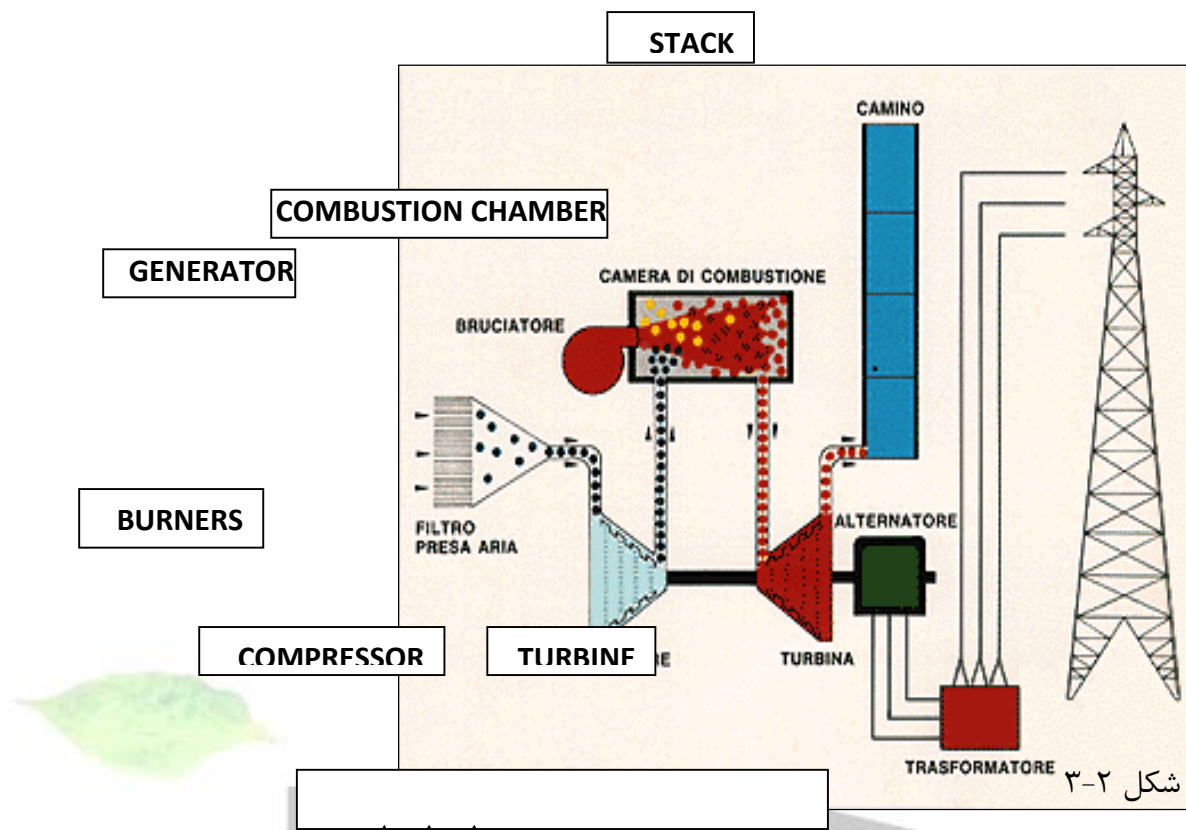 STACK
CAMINO
COMBUSTION CHAMBER
GENERATOR
CAMERA DI COMBUSTIONE
BRUCIATORE
BURNERS
FILTRO
PRESA ARIA
ALTERNATORE
COMPRESSOR
TURBINE
RE
TURBINA
TRASFORMATORE
شکل ۲-۳